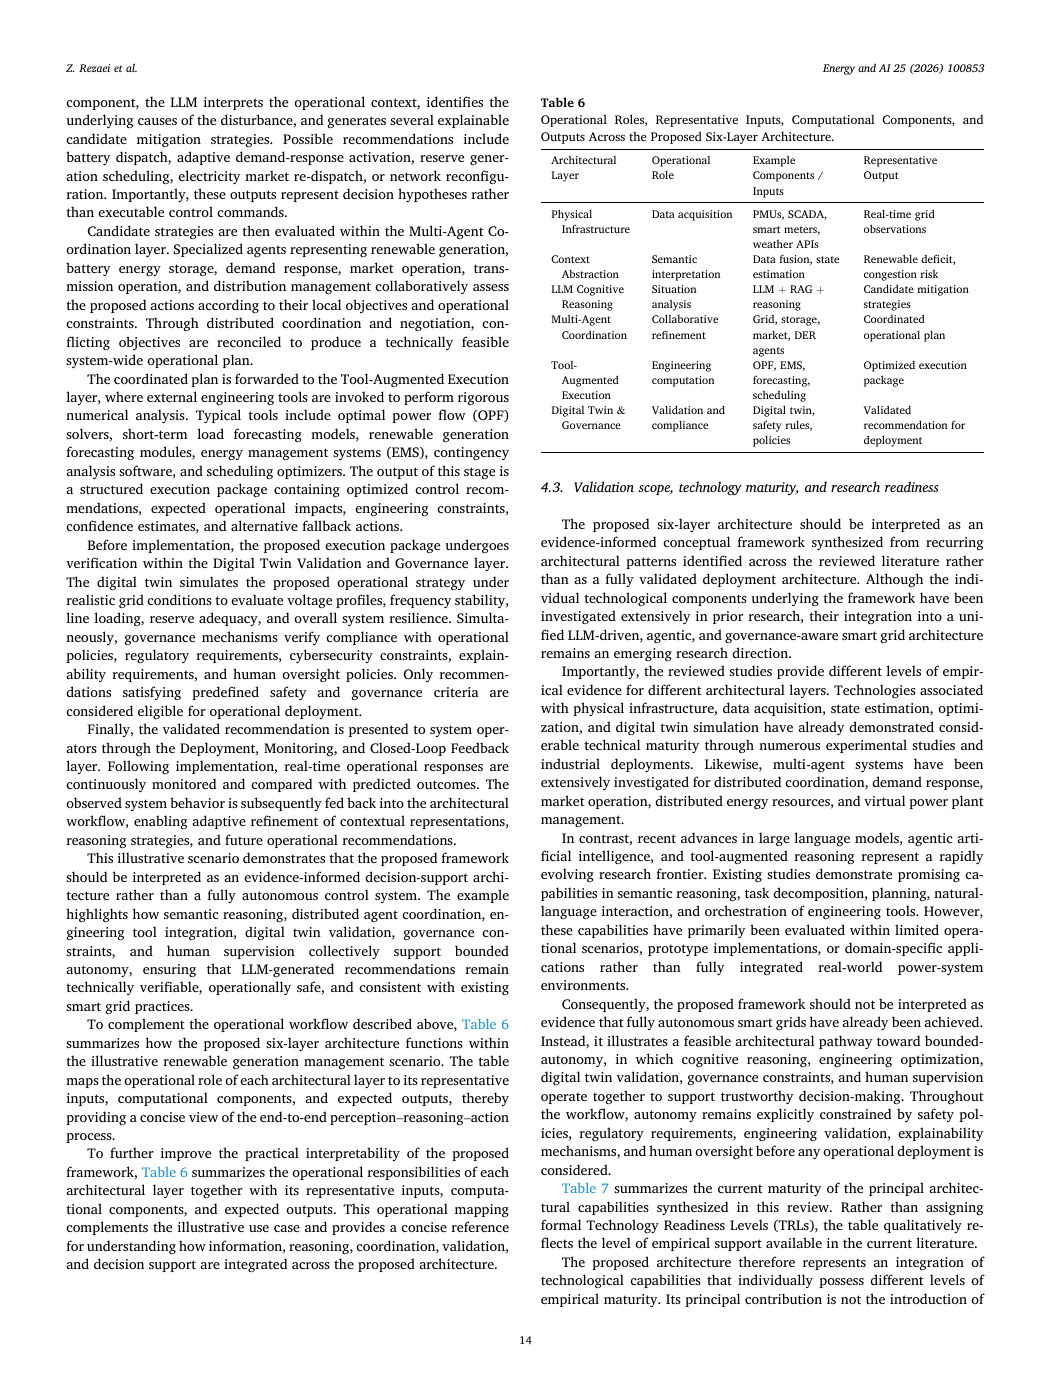 Z. Rezaei et al.
Energy and AI 25 (2026) 100853
component, the LLM interprets the operational context, identifies the
underlying causes of the disturbance, and generates several explainable
candidate mitigation strategies. Possible recommendations include
battery dispatch, adaptive demand-response activation, reserve gener-
ation scheduling, electricity market re-dispatch, or network reconfigu-
ration. Importantly, these outputs represent decision hypotheses rather
than executable control commands.
Candidate strategies are then evaluated within the Multi-Agent Co-
ordination layer. Specialized agents representing renewable generation,
battery energy storage, demand response, market operation, trans-
mission operation, and distribution management collaboratively assess
the proposed actions according to their local objectives and operational
constraints. Through distributed coordination and negotiation, con-
flicting objectives are reconciled to produce a technically feasible
system-wide operational plan.
The coordinated plan is forwarded to the Tool-Augmented Execution
layer, where external engineering tools are invoked to perform rigorous
numerical analysis. Typical tools include optimal power flow (OPF)
solvers, short-term load forecasting models, renewable generation
forecasting modules, energy management systems (EMS), contingency
analysis software, and scheduling optimizers. The output of this stage is
a structured execution package containing optimized control recom-
mendations, expected operational impacts, engineering constraints,
confidence estimates, and alternative fallback actions.
Before implementation, the proposed execution package undergoes
verification within the Digital Twin Validation and Governance layer.
The digital twin simulates the proposed operational strategy under
realistic grid conditions to evaluate voltage profiles, frequency stability,
line loading, reserve adequacy, and overall system resilience. Simulta-
neously, governance mechanisms verify compliance with operational
policies, regulatory requirements, cybersecurity constraints, explain-
ability requirements, and human oversight policies. Only recommen-
dations satisfying predefined safety and governance criteria are
considered eligible for operational deployment.
Finally, the validated recommendation is presented to system oper-
ators through the Deployment, Monitoring, and Closed-Loop Feedback
layer. Following implementation, real-time operational responses are
continuously monitored and compared with predicted outcomes. The
observed system behavior is subsequently fed back into the architectural
workflow, enabling adaptive refinement of contextual representations,
reasoning strategies, and future operational recommendations.
This illustrative scenario demonstrates that the proposed framework
should be interpreted as an evidence-informed decision-support archi-
tecture rather than a fully autonomous control system. The example
highlights how semantic reasoning, distributed agent coordination, en-
gineering tool integration, digital twin validation, governance con-
straints, and human supervision collectively support bounded
autonomy, ensuring that LLM-generated recommendations remain
technically verifiable, operationally safe, and consistent with existing
smart grid practices.
To complement the operational workflow described above, Table 6
summarizes how the proposed six-layer architecture functions within
the illustrative renewable generation management scenario. The table
maps the operational role of each architectural layer to its representative
inputs, computational components, and expected outputs, thereby
providing a concise view of the end-to-end perception–reasoning–action
process.
To further improve the practical interpretability of the proposed
framework, Table 6 summarizes the operational responsibilities of each
architectural layer together with its representative inputs, computa-
tional components, and expected outputs. This operational mapping
complements the illustrative use case and provides a concise reference
for understanding how information, reasoning, coordination, validation,
and decision support are integrated across the proposed architecture.
Table 6
Operational Roles, Representative Inputs, Computational Components, and
Outputs Across the Proposed Six-Layer Architecture.
Architectural Operational Example Representative
Layer Role Components / Output
Inputs
Physical Data acquisition PMUs, SCADA, Real-time grid
Infrastructure smart meters, observations
weather APIs
Context Semantic Data fusion, state Renewable deficit,
Abstraction interpretation estimation congestion risk
LLM Cognitive Situation LLM + RAG + Candidate mitigation
Reasoning analysis reasoning strategies
Multi-Agent Collaborative Grid, storage, Coordinated
Coordination refinement market, DER operational plan
agents
Tool- Engineering OPF, EMS, Optimized execution
Augmented computation forecasting, package
Execution scheduling
Digital Twin & Validation and Digital twin, Validated
Governance compliance safety rules, recommendation for
policies deployment
4.3. Validation scope, technology maturity, and research readiness
The proposed six-layer architecture should be interpreted as an
evidence-informed conceptual framework synthesized from recurring
architectural patterns identified across the reviewed literature rather
than as a fully validated deployment architecture. Although the indi-
vidual technological components underlying the framework have been
investigated extensively in prior research, their integration into a uni-
fied LLM-driven, agentic, and governance-aware smart grid architecture
remains an emerging research direction.
Importantly, the reviewed studies provide different levels of empir-
ical evidence for different architectural layers. Technologies associated
with physical infrastructure, data acquisition, state estimation, optimi-
zation, and digital twin simulation have already demonstrated consid-
erable technical maturity through numerous experimental studies and
industrial deployments. Likewise, multi-agent systems have been
extensively investigated for distributed coordination, demand response,
market operation, distributed energy resources, and virtual power plant
management.
In contrast, recent advances in large language models, agentic arti-
ficial intelligence, and tool-augmented reasoning represent a rapidly
evolving research frontier. Existing studies demonstrate promising ca-
pabilities in semantic reasoning, task decomposition, planning, natural-
language interaction, and orchestration of engineering tools. However,
these capabilities have primarily been evaluated within limited opera-
tional scenarios, prototype implementations, or domain-specific appli-
cations rather than fully integrated real-world power-system
environments.
Consequently, the proposed framework should not be interpreted as
evidence that fully autonomous smart grids have already been achieved.
Instead, it illustrates a feasible architectural pathway toward bounded-
autonomy, in which cognitive reasoning, engineering optimization,
digital twin validation, governance constraints, and human supervision
operate together to support trustworthy decision-making. Throughout
the workflow, autonomy remains explicitly constrained by safety pol-
icies, regulatory requirements, engineering validation, explainability
mechanisms, and human oversight before any operational deployment is
considered.
Table 7 summarizes the current maturity of the principal architec-
tural capabilities synthesized in this review. Rather than assigning
formal Technology Readiness Levels (TRLs), the table qualitatively re-
flects the level of empirical support available in the current literature.
The proposed architecture therefore represents an integration of
technological capabilities that individually possess different levels of
empirical maturity. Its principal contribution is not the introduction of
14